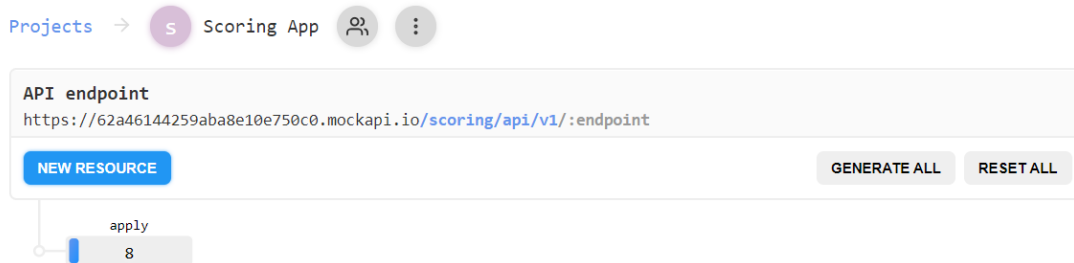 Projects → S Scoring App
API endpoint
https://62a46144259aba8e10e750c0.mockapi.io/scoring/api/v1/:endpoint
NEW RESOURCE GENERATE ALL RESET ALL
apply
8